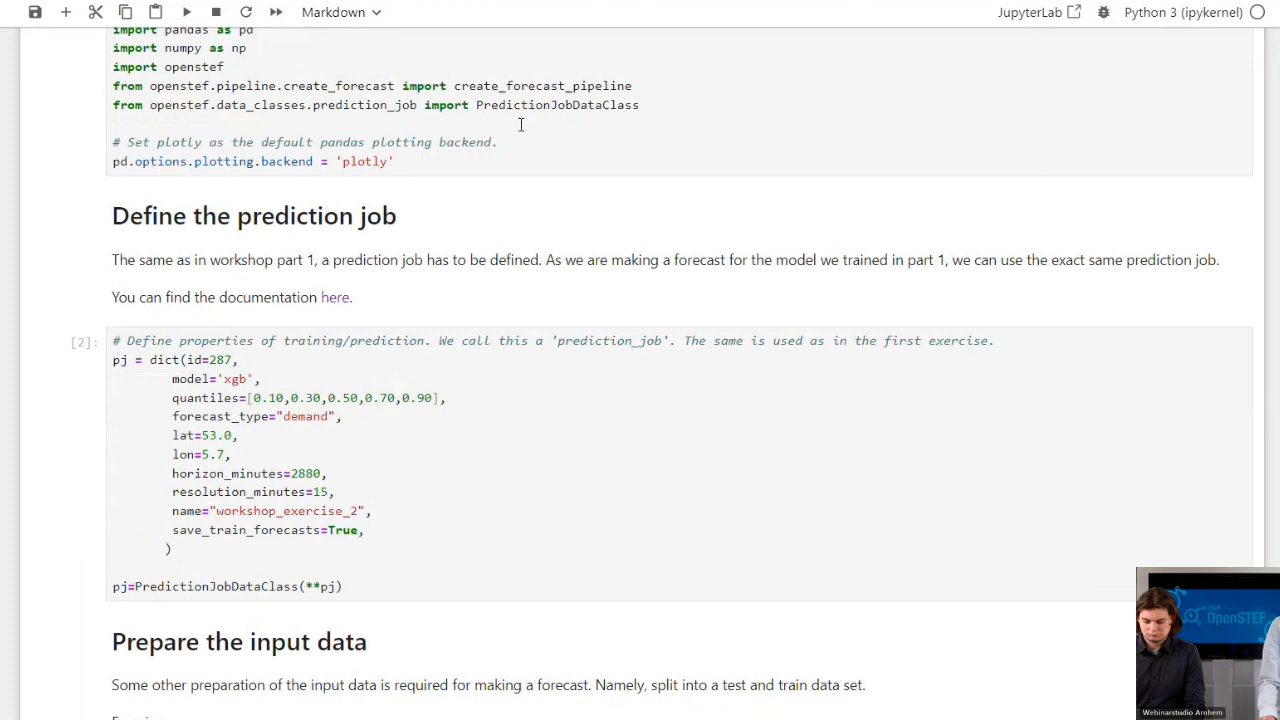 Markdown
JupyterLab
Python 3 (ipykernel)
import pandas as pd
import numpy as np
import openstef
from openstef.pipeline.create_forecast import create_forecast_pipeline
from openstef.data_classes.prediction_job import PredictionJobDataClass
# Set plotly as the default pandas plotting backend.
pd.options.plotting.backend = 'plotly'
Define the prediction job
The same as in workshop part 1, a prediction job has to be defined. As we are making a forecast for the model we trained in part 1, we can use the exact same prediction job.
You can find the documentation here.
[2]:
# Define properties of training/prediction. We call this a 'prediction_job'. The same is used as in the first exercise.
pj = dict(id=287,
model='xgb',
quantiles=[0.10,0.30,0.50,0.70,0.90],
forecast_type="demand",
lat=53.0,
lon=5.7,
horizon_minutes=2880,
resolution_minutes=15,
name="workshop_exercise_2",
save_train_forecasts=True,
)
pj=PredictionJobDataClass(**pj)
Prepare the input data
Some other preparation of the input data is required for making a forecast. Namely, split into a test and train data set.
OpenSTEF
Webinarstudio Arnhem